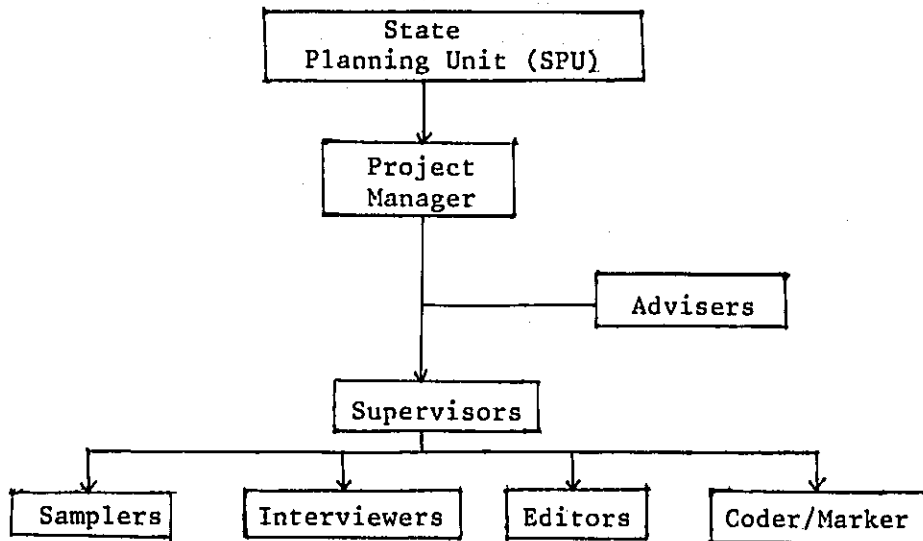 State
Planning Unit (SPU)
Project
Manager
Advisers
Supervisors
Samplers
Interviewers
Editors
Coder/Marker